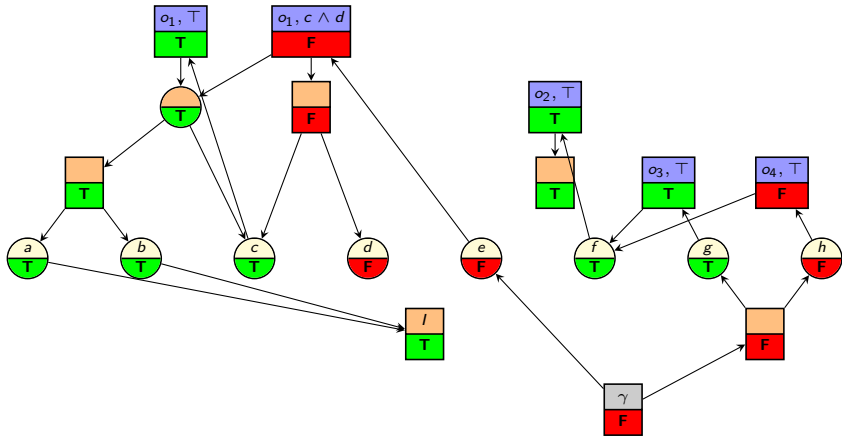 o₁, ⊤ o₁, c ∧ d
T F
T F
o₂, ⊤
T
T T
o₃, ⊤ o₄, ⊤
T F
a b c d e f g h
T T T F F T T F
I
T F
γ
F